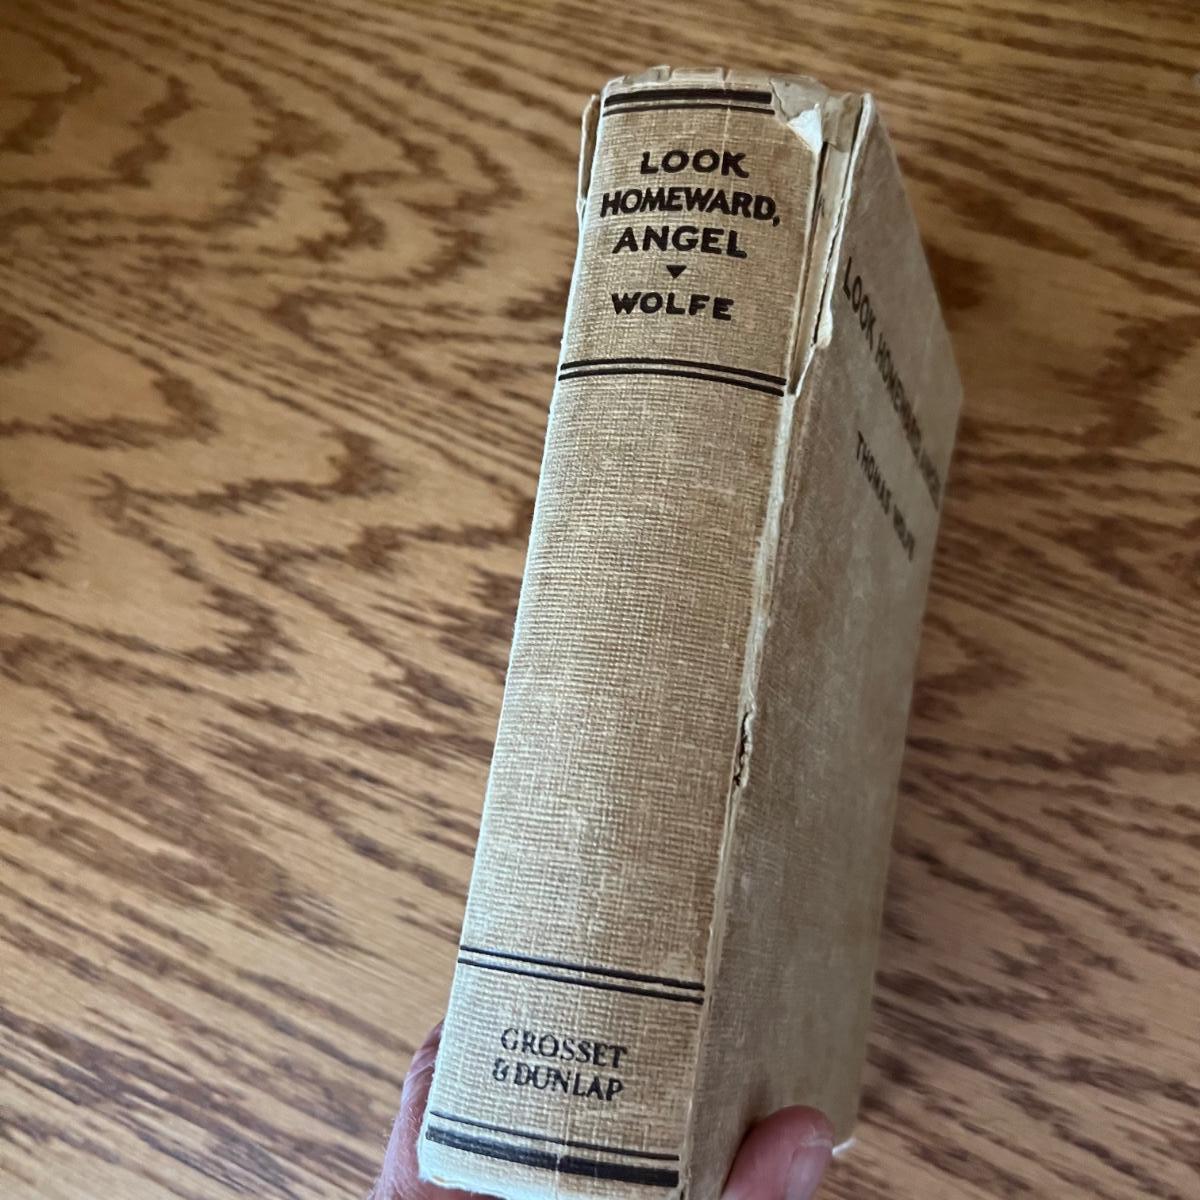 LOOK
HOMEWARD,
ANGEL
WOLFE
GROSSET
& DUNLAP
LOOK HOMEWARD ANGEL
THOMAS WOLFE